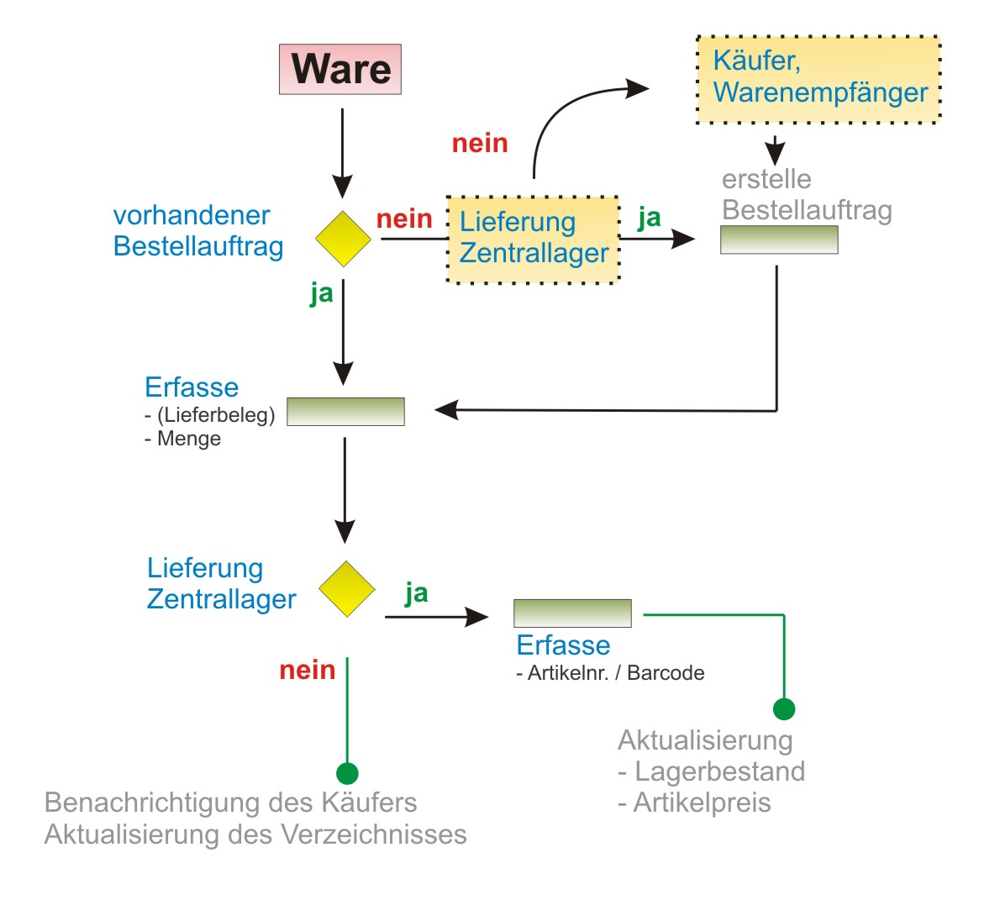 Ware
Käufer,
Warenempfänger
nein
erstelle
Bestellauftrag
vorhandener
Bestellauftrag
nein
Lieferung
Zentrallager
ja
ja
Erfasse
- (Lieferbeleg)
- Menge
Lieferung
Zentrallager
ja
Erfasse
- Artikelnr. / Barcode
nein
Aktualisierung
- Lagerbestand
- Artikelpreis
Benachrichtigung des Käufers
Aktualisierung des Verzeichnisses